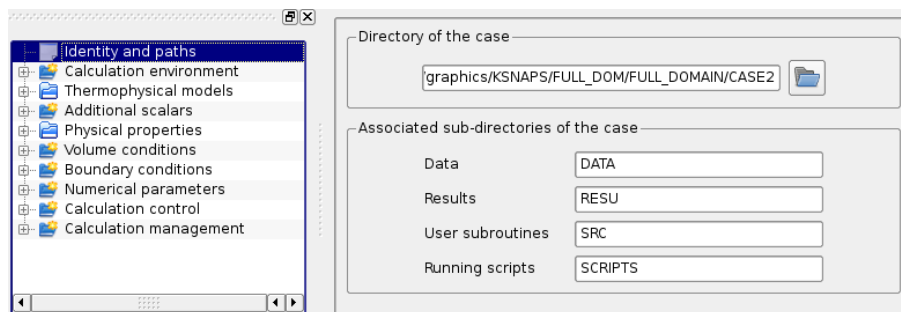 Identity and paths
Calculation environment
Thermophysical models
Additional scalars
Physical properties
Volume conditions
Boundary conditions
Numerical parameters
Calculation control
Calculation management
Directory of the case
'graphics/KSNAPS/FULL_DOM/FULL_DOMAIN/CASE2
Associated sub-directories of the case
Data DATA
Results RESU
User subroutines SRC
Running scripts SCRIPTS